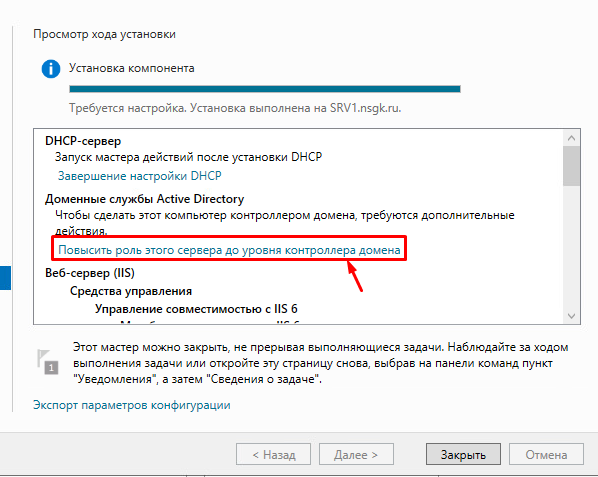 Просмотр хода установки
Установка компонента
Требуется настройка. Установка выполнена на SRV1.nsgk.ru.
DHCP-сервер
Запуск мастера действий после установки DHCP
Завершение настройки DHCP
Доменные службы Active Directory
Чтобы сделать этот компьютер контроллером домена, требуются дополнительные
действия.
Повысить роль этого сервера до уровня контроллера домена
Веб-сервер (IIS)
Средства управления
Управление совместимостью с IIS 6
1
Этот мастер можно закрыть, не прерывая выполняющиеся задачи. Наблюдайте за ходом
выполнения задачи или откройте эту страницу снова, выбрав на панели команд пункт
"Уведомления", а затем "Сведения о задаче".
Экспорт параметров конфигурации
< Назад
Далее >
Закрыть
Отмена